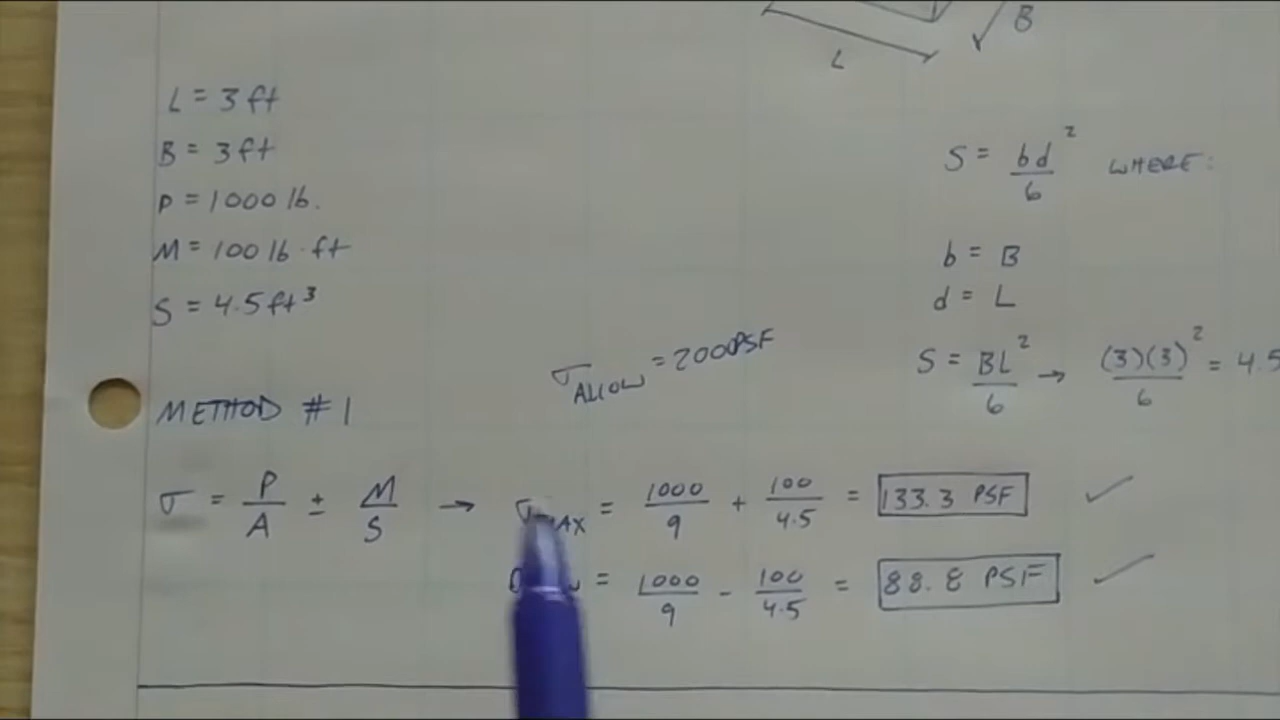 B
L
L = 3 ft
B = 3 ft
P = 1000 lb.
M = 100 lb·ft
S = 4.5 ft³
S = bd²/6 WHERE:
b = B
d = L
S = BL²/6 → (3)(3)²/6 = 4.5
σALLOW = 2000PSF
METHOD #1
σ = P/A ± M/S → σMAX = 1000/9 + 100/4.5 = 133.3 PSF ✓
= 1000/9 - 100/4.5 = 88.8 PSF ✓